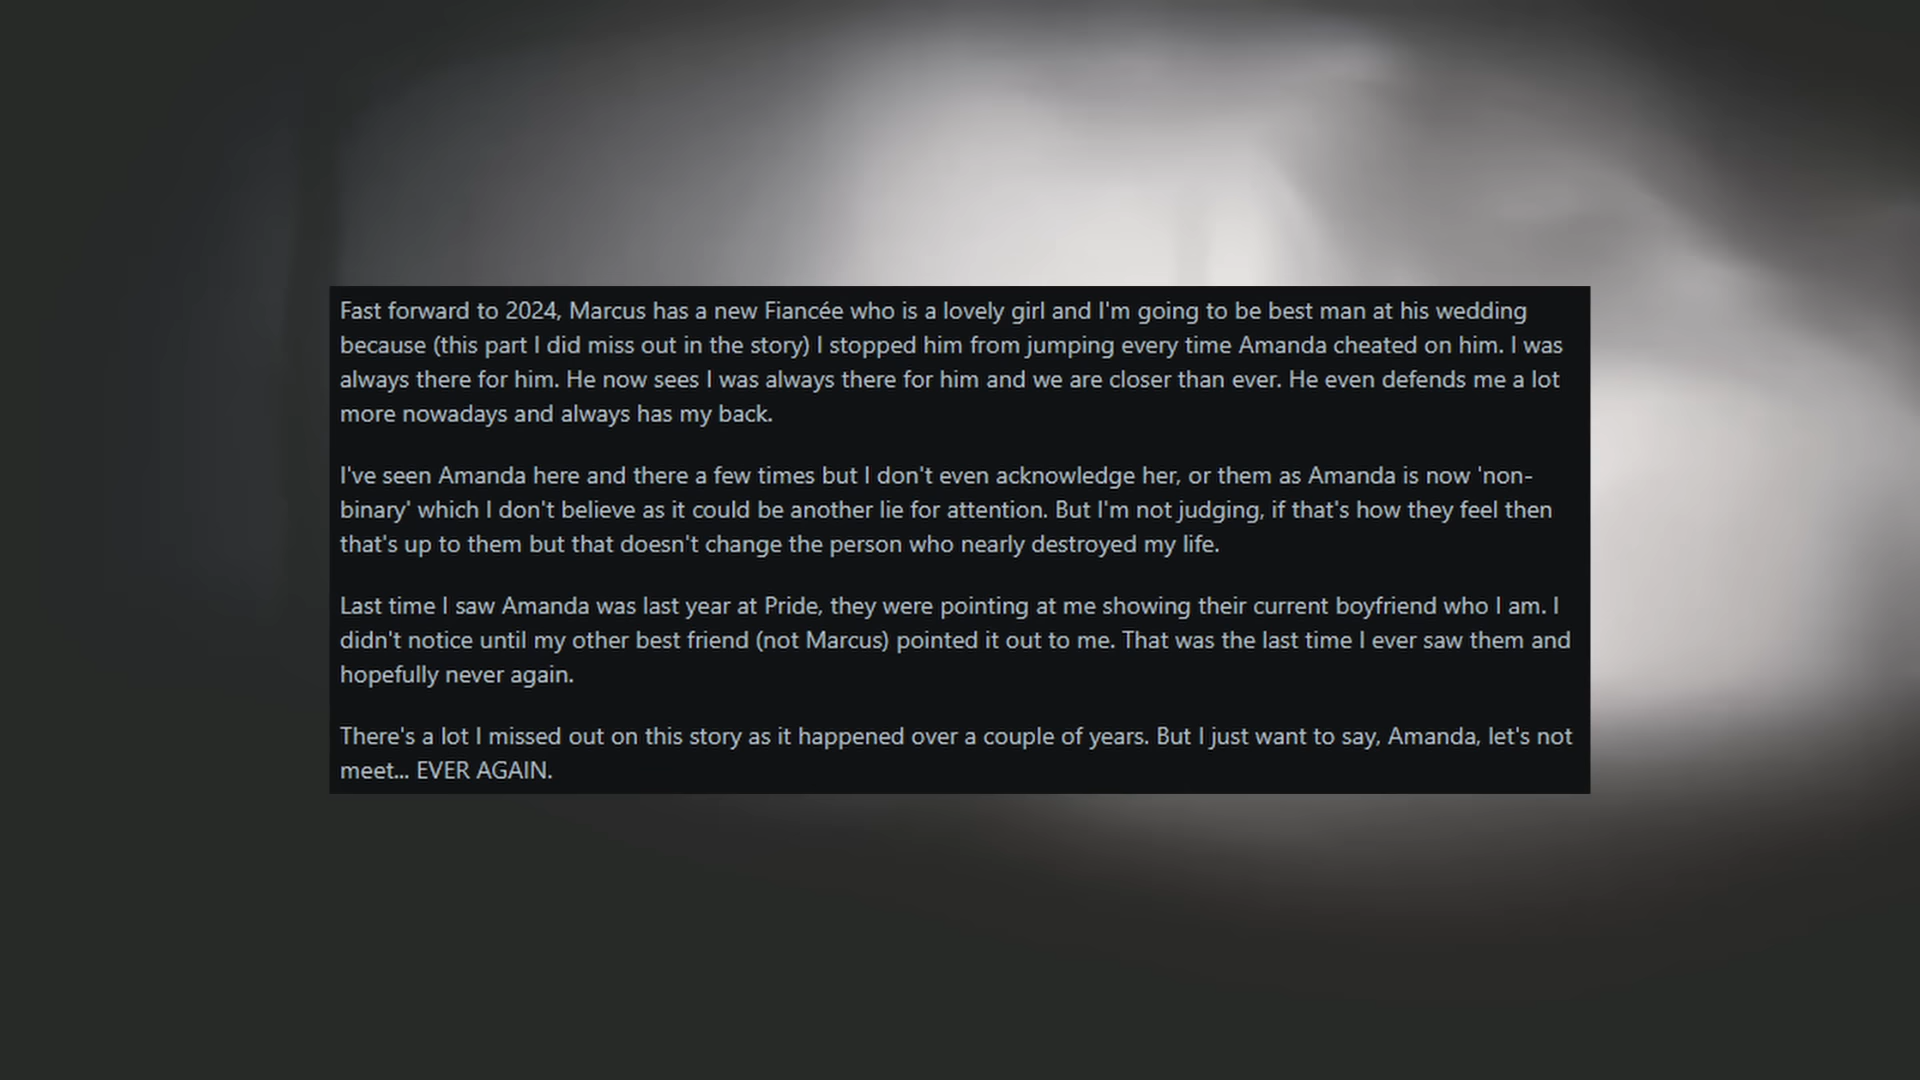 Fast forward to 2024, Marcus has a new Fiancée who is a lovely girl and I'm going to be best man at his wedding
because (this part I did miss out in the story) I stopped him from jumping every time Amanda cheated on him. I was
always there for him. He now sees I was always there for him and we are closer than ever. He even defends me a lot
more nowadays and always has my back.
I've seen Amanda here and there a few times but I don't even acknowledge her, or them as Amanda is now 'non-
binary' which I don't believe as it could be another lie for attention. But I'm not judging, if that's how they feel then
that's up to them but that doesn't change the person who nearly destroyed my life.
Last time I saw Amanda was last year at Pride, they were pointing at me showing their current boyfriend who I am. I
didn't notice until my other best friend (not Marcus) pointed it out to me. That was the last time I ever saw them and
hopefully never again.
There's a lot I missed out on this story as it happened over a couple of years. But I just want to say, Amanda, let's not
meet... EVER AGAIN.